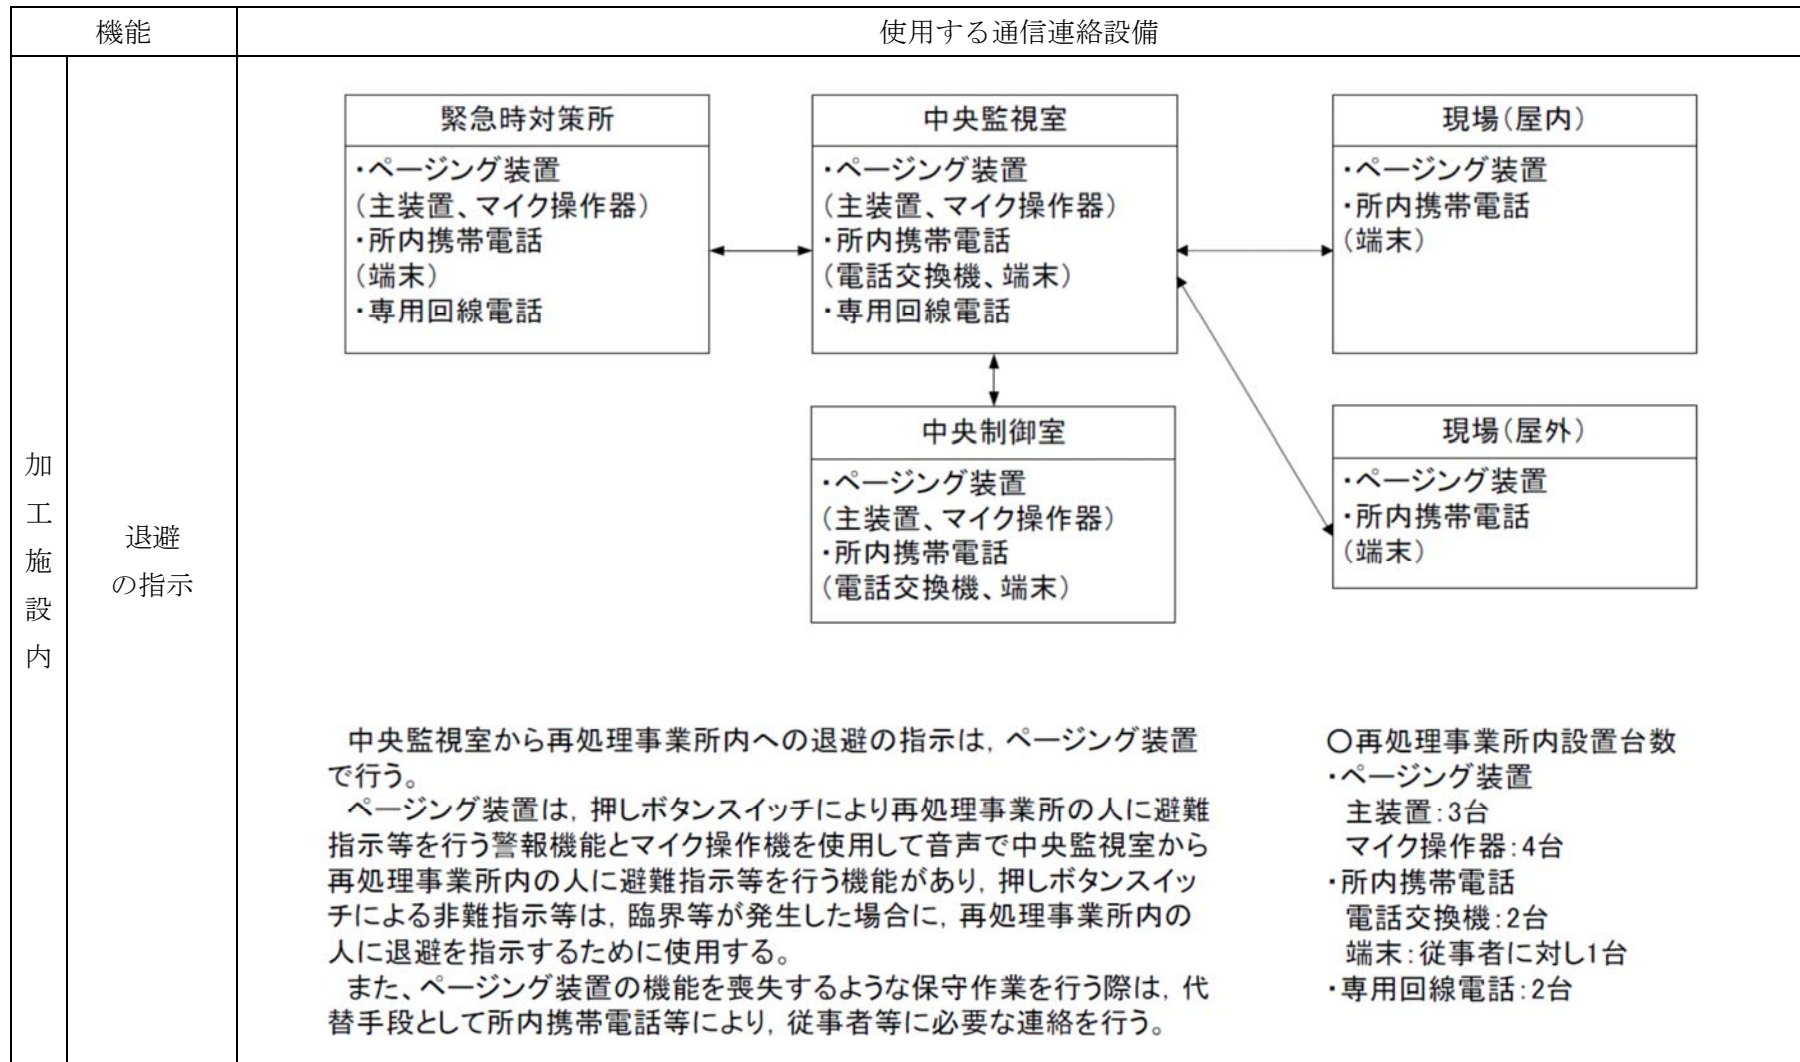 機能
使用する通信連絡設備
加
工
施
設
内
退避
の指示
緊急時対策所
・ページング装置
(主装置、マイク操作器)
・所内携帯電話
(端末)
・専用回線電話
中央監視室
・ページング装置
(主装置、マイク操作器)
・所内携帯電話
(電話交換機、端末)
・専用回線電話
現場(屋内)
・ページング装置
・所内携帯電話
(端末)
中央制御室
・ページング装置
(主装置、マイク操作器)
・所内携帯電話
(電話交換機、端末)
現場(屋外)
・ページング装置
・所内携帯電話
(端末)
中央監視室から再処理事業所内への退避の指示は,ページング装置
で行う。
ページング装置は,押しボタンスイッチにより再処理事業所の人に避難
指示等を行う警報機能とマイク操作機を使用して音声で中央監視室から
再処理事業所内の人に避難指示等を行う機能があり,押しボタンスイッ
チによる非難指示等は,臨界等が発生した場合に,再処理事業所内の
人に退避を指示するために使用する。
また、ページング装置の機能を喪失するような保守作業を行う際は,代
替手段として所内携帯電話等により,従事者等に必要な連絡を行う。
〇再処理事業所内設置台数
・ページング装置
主装置:3台
マイク操作器:4台
・所内携帯電話
電話交換機:2台
端末:従事者に対し1台
・専用回線電話:2台